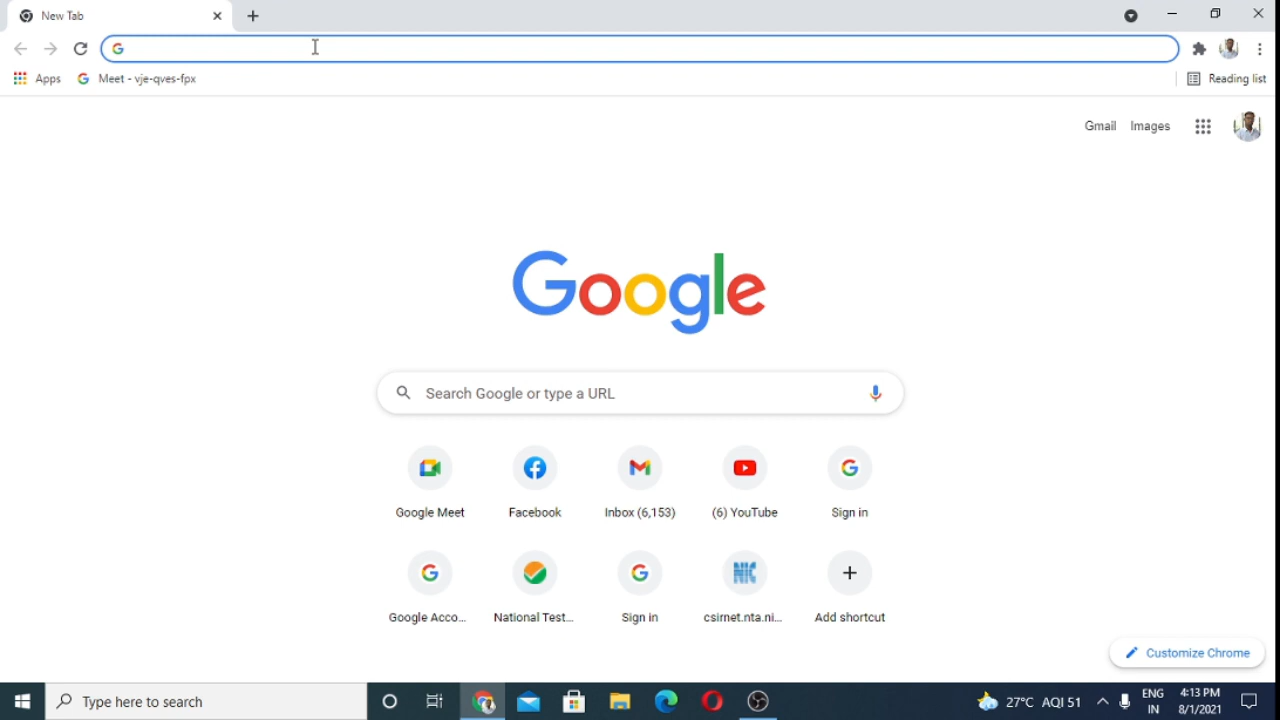 New Tab
Apps
Meet - vje-qves-fpx
Reading list
Gmail Images
Google
Search Google or type a URL
Google Meet
Facebook
Inbox (6,153)
(6) YouTube
Sign in
Google Acco...
National Test...
Sign in
NIC
csirnet.nta.ni...
Add shortcut
Customize Chrome
Type here to search
27°C AQI 51
ENG
IN
4:13 PM
8/1/2021